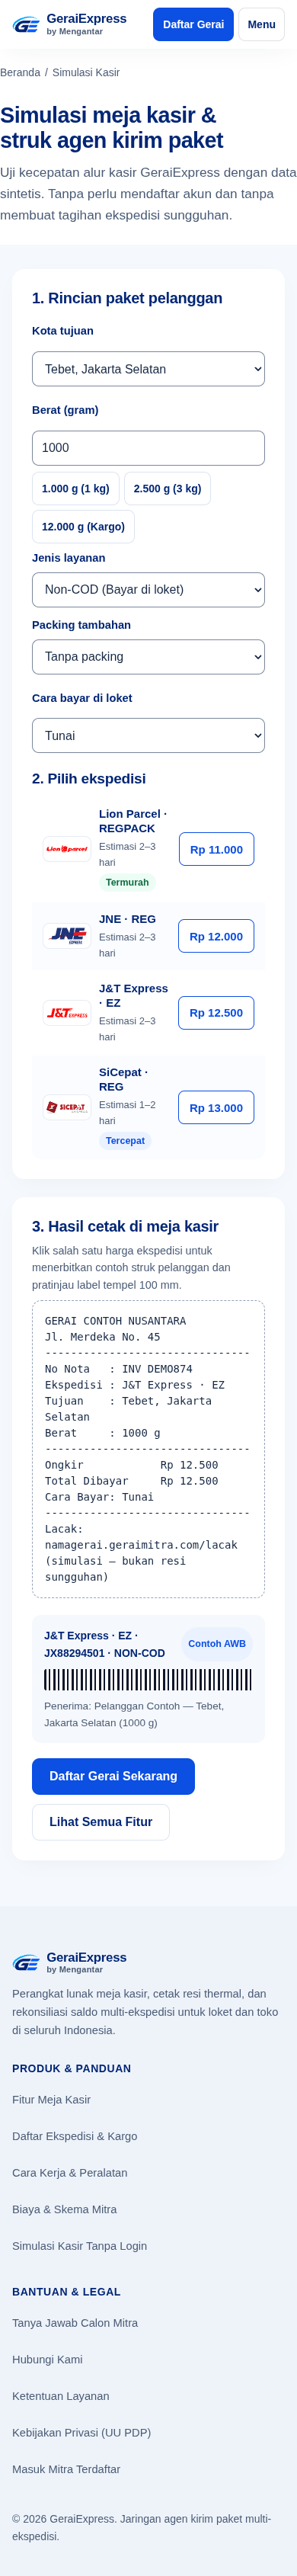 GeraiExpress
by Mengantar
Daftar Gerai
Menu
Beranda / Simulasi Kasir
Simulasi meja kasir &
struk agen kirim paket
Uji kecepatan alur kasir GeraiExpress dengan data
sintetis. Tanpa perlu mendaftar akun dan tanpa
membuat tagihan ekspedisi sungguhan.
1. Rincian paket pelanggan
Kota tujuan
Tebet, Jakarta Selatan
Berat (gram)
1000
1.000 g (1 kg)
2.500 g (3 kg)
12.000 g (Kargo)
Jenis layanan
Non-COD (Bayar di loket)
Packing tambahan
Tanpa packing
Cara bayar di loket
Tunai
2. Pilih ekspedisi
Lion parcel
Lion Parcel ·
REGPACK
Estimasi 2–3
hari
Termurah
Rp 11.000
JNE EXPRESS
JNE · REG
Estimasi 2–3
hari
Rp 12.000
J&T EXPRESS
J&T Express
· EZ
Estimasi 2–3
hari
Rp 12.500
SICEPAT
SiCepat ·
REG
Estimasi 1–2
hari
Tercepat
Rp 13.000
3. Hasil cetak di meja kasir
Klik salah satu harga ekspedisi untuk
menerbitkan contoh struk pelanggan dan
pratinjau label tempel 100 mm.
GERAI CONTOH NUSANTARA
Jl. Merdeka No. 45
--------------------------------
No Nota   : INV DEMO874
Ekspedisi : J&T Express · EZ
Tujuan    : Tebet, Jakarta
Selatan
Berat     : 1000 g
--------------------------------
Ongkir            Rp 12.500
Total Dibayar     Rp 12.500
Cara Bayar: Tunai
--------------------------------
Lacak:
namagerai.geraimitra.com/lacak
(simulasi — bukan resi
sungguhan)
J&T Express · EZ ·
JX88294501 · NON-COD
Contoh AWB
Penerima: Pelanggan Contoh — Tebet,
Jakarta Selatan (1000 g)
Daftar Gerai Sekarang
Lihat Semua Fitur
GeraiExpress
by Mengantar
Perangkat lunak meja kasir, cetak resi thermal, dan
rekonsiliasi saldo multi-ekspedisi untuk loket dan toko
di seluruh Indonesia.
PRODUK & PANDUAN
Fitur Meja Kasir
Daftar Ekspedisi & Kargo
Cara Kerja & Peralatan
Biaya & Skema Mitra
Simulasi Kasir Tanpa Login
BANTUAN & LEGAL
Tanya Jawab Calon Mitra
Hubungi Kami
Ketentuan Layanan
Kebijakan Privasi (UU PDP)
Masuk Mitra Terdaftar
© 2026 GeraiExpress. Jaringan agen kirim paket multi-
ekspedisi.